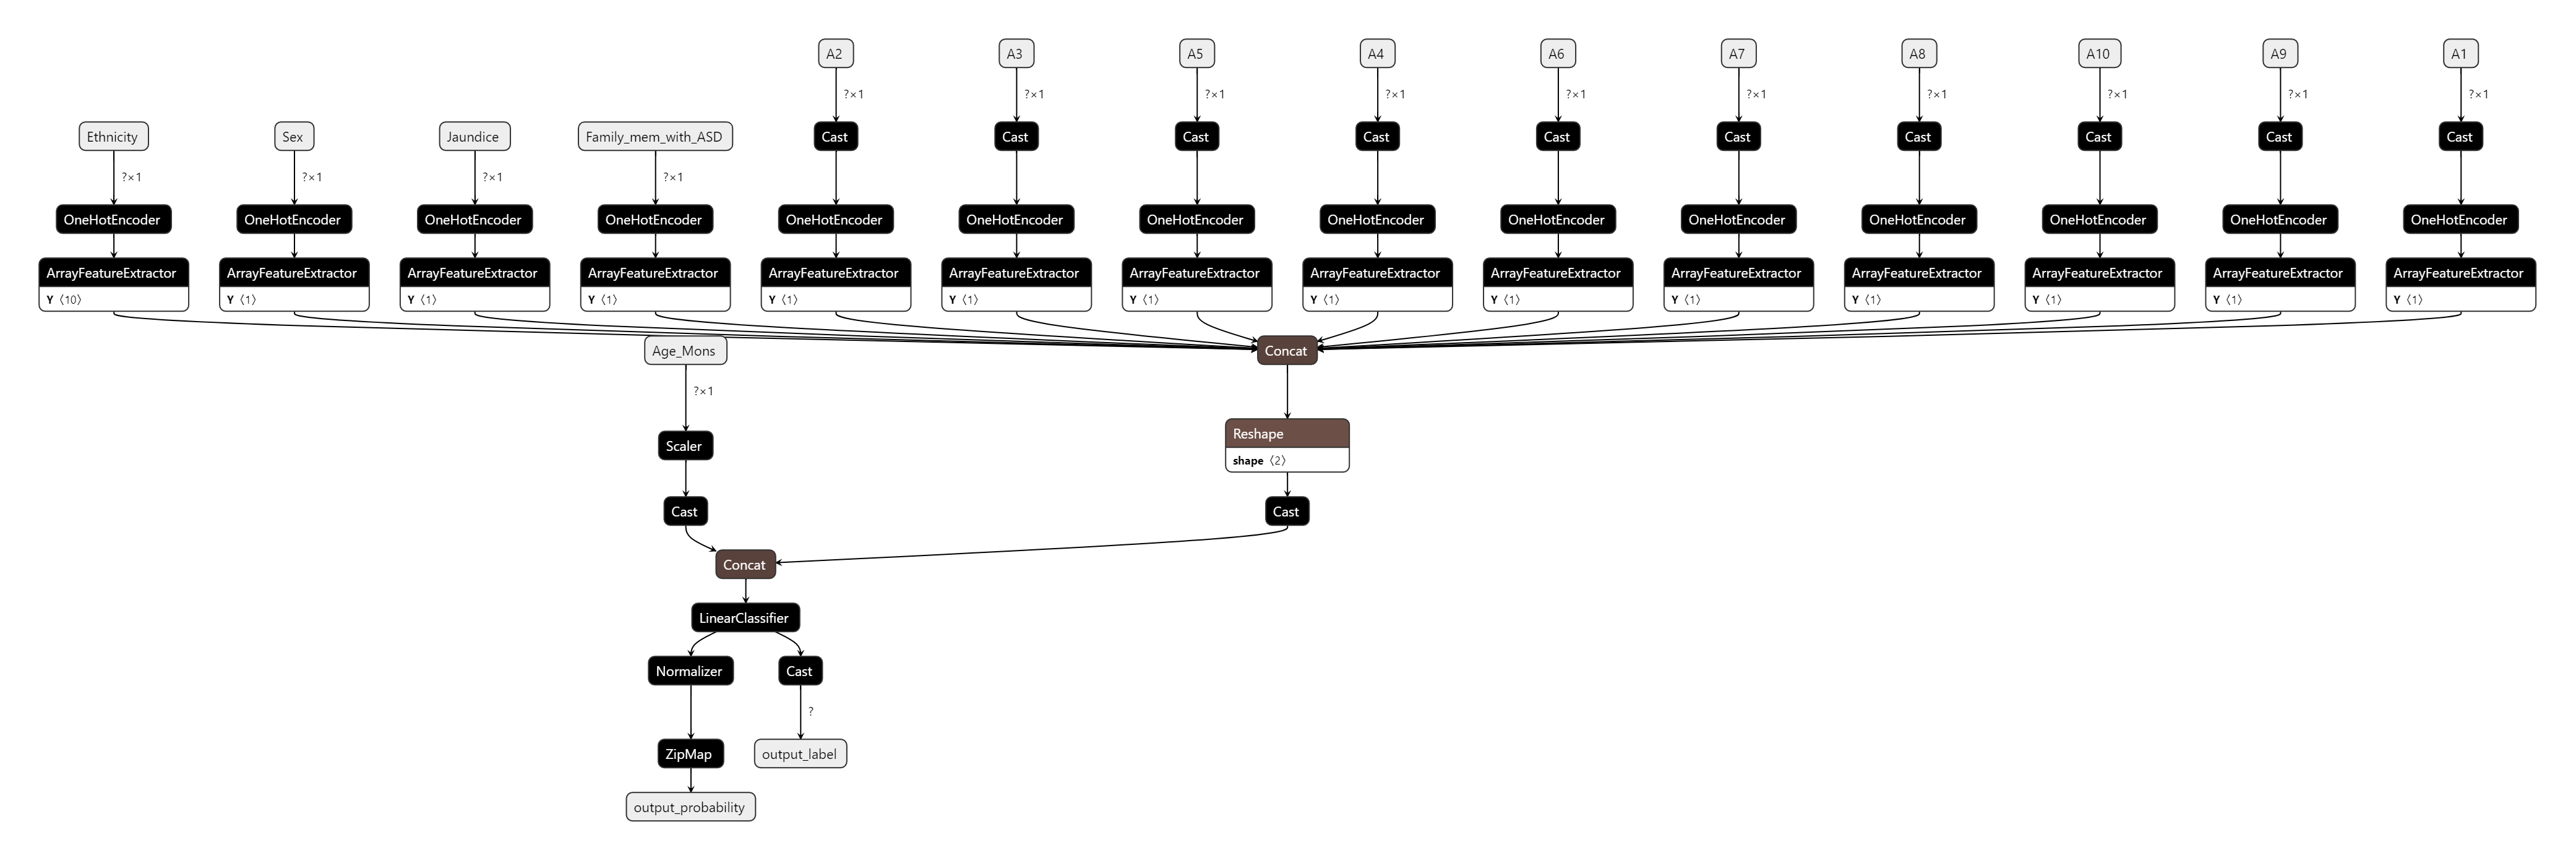 A2
A3
A5
A4
A6
A7
A8
A10
A9
A1
?×1
?×1
?×1
?×1
?×1
?×1
?×1
?×1
?×1
?×1
Ethnicity
Sex
Jaundice
Family_mem_with_ASD
Cast
Cast
Cast
Cast
Cast
Cast
Cast
Cast
Cast
Cast
?×1
?×1
?×1
?×1
OneHotEncoder
OneHotEncoder
OneHotEncoder
OneHotEncoder
OneHotEncoder
OneHotEncoder
OneHotEncoder
OneHotEncoder
OneHotEncoder
OneHotEncoder
OneHotEncoder
OneHotEncoder
OneHotEncoder
OneHotEncoder
ArrayFeatureExtractor
ArrayFeatureExtractor
ArrayFeatureExtractor
ArrayFeatureExtractor
ArrayFeatureExtractor
ArrayFeatureExtractor
ArrayFeatureExtractor
ArrayFeatureExtractor
ArrayFeatureExtractor
ArrayFeatureExtractor
ArrayFeatureExtractor
ArrayFeatureExtractor
ArrayFeatureExtractor
ArrayFeatureExtractor
Y 〈10〉
Y 〈1〉
Y 〈1〉
Y 〈1〉
Y 〈1〉
Y 〈1〉
Y 〈1〉
Y 〈1〉
Y 〈1〉
Y 〈1〉
Y 〈1〉
Y 〈1〉
Y 〈1〉
Y 〈1〉
Age_Mons
Concat
?×1
Reshape
shape 〈2〉
Scaler
Cast
Cast
Concat
LinearClassifier
Normalizer
Cast
?
ZipMap
output_label
output_probability